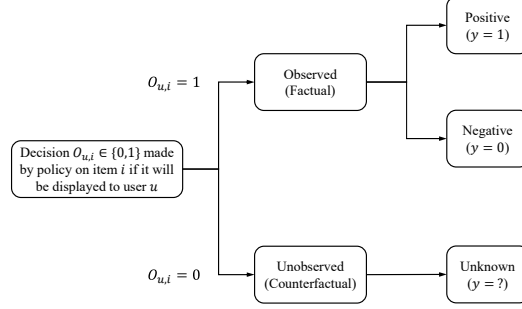 Positive
(y = 1)
O_{u,i} = 1
Observed
(Factual)
Decision O_{u,i} ∈ {0,1} made
by policy on item i if it will
be displayed to user u
Negative
(y = 0)
O_{u,i} = 0
Unobserved
(Counterfactual)
Unknown
(y = ?)